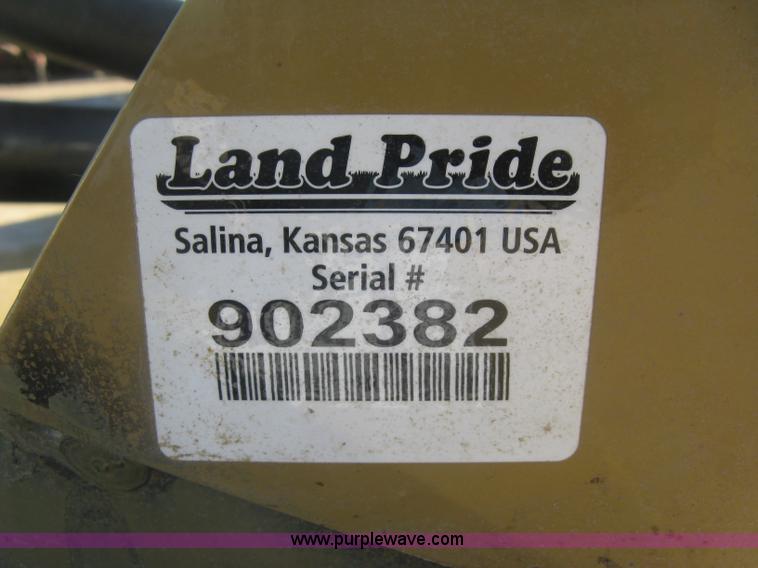 Land Pride
Salina, Kansas 67401 USA
Serial #
902382
www.purplewave.com